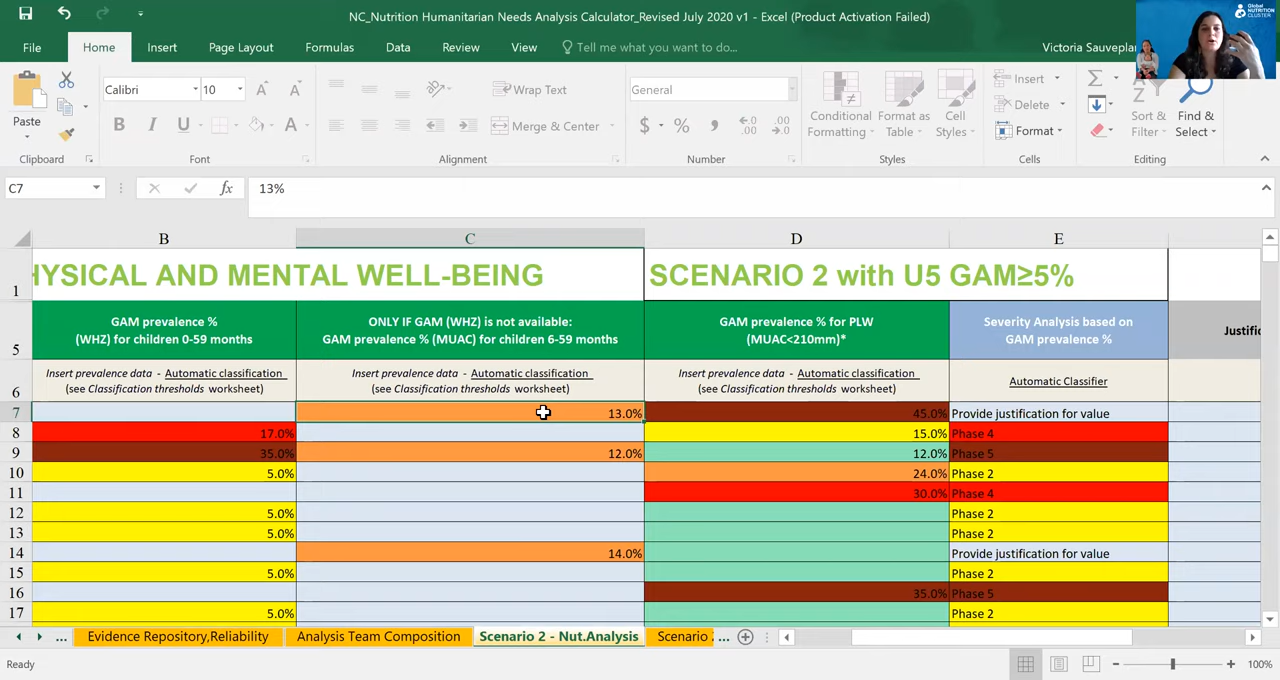 NC_Nutrition Humanitarian Needs Analysis Calculator_Revised July 2020 v1 - Excel (Product Activation Failed)
Global
NUTRITION
CLUSTER
File Home Insert Page Layout Formulas Data Review View Tell me what you want to do...
Victoria Sauveplan
Calibri 10 Wrap Text General Insert
Paste B I U A Merge & Center $ % Conditional Format as Cell Delete Sort & Find &
Formatting Table Styles Format Filter Select
Clipboard Font Alignment Number Styles Cells Editing
C7 fx 13%
B C D E
1 HYSICAL AND MENTAL WELL-BEING SCENARIO 2 with U5 GAM≥5%
GAM prevalence % ONLY IF GAM (WHZ) is not available: GAM prevalence % for PLW Severity Analysis based on
5 (WHZ) for children 0-59 months GAM prevalence % (MUAC) for children 6-59 months (MUAC<210mm)* GAM prevalence % Justific
Insert prevalence data - Automatic classification Insert prevalence data - Automatic classification Insert prevalence data - Automatic classification Automatic Classifier
6 (see Classification thresholds worksheet) (see Classification thresholds worksheet) (see Classification thresholds worksheet)
7 13.0% 45.0% Provide justification for value
8 17.0% 15.0% Phase 4
9 35.0% 12.0% 12.0% Phase 5
10 5.0% 24.0% Phase 2
11 30.0% Phase 4
12 5.0% Phase 2
13 5.0% Phase 2
14 14.0% Provide justification for value
15 5.0% Phase 2
16 35.0% Phase 5
17 5.0% Phase 2
... Evidence Repository,Reliability Analysis Team Composition Scenario 2 - Nut.Analysis Scenario ...
Ready 100%